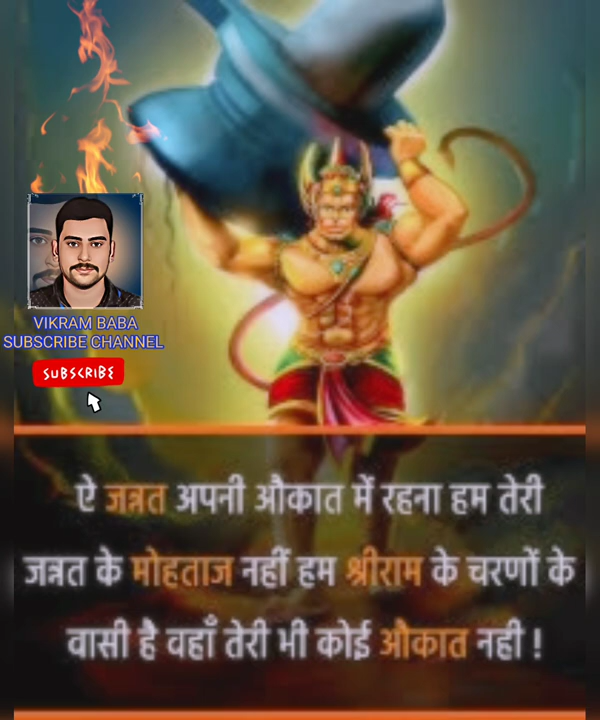 VIKRAM BABA
SUBSCRIBE CHANNEL
SUBSCRIBE
ऐ जन्नत अपनी औकात में रहना हम तेरी
जन्नत के मोहताज नहीं हम श्रीराम के चरणों के
वासी है वहाँ तेरी भी कोई औकात नही !